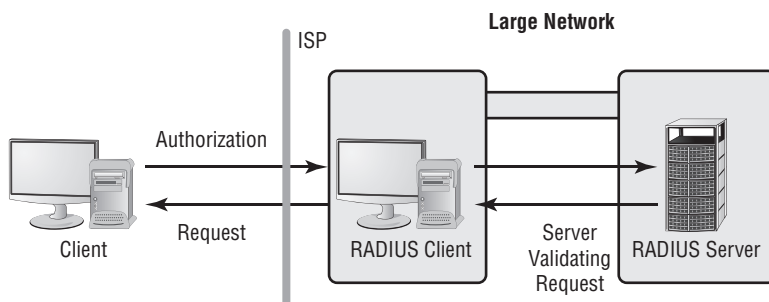 Large Network
ISP
Authorization
Request
Client
RADIUS Client
Server
Validating
Request
RADIUS Server